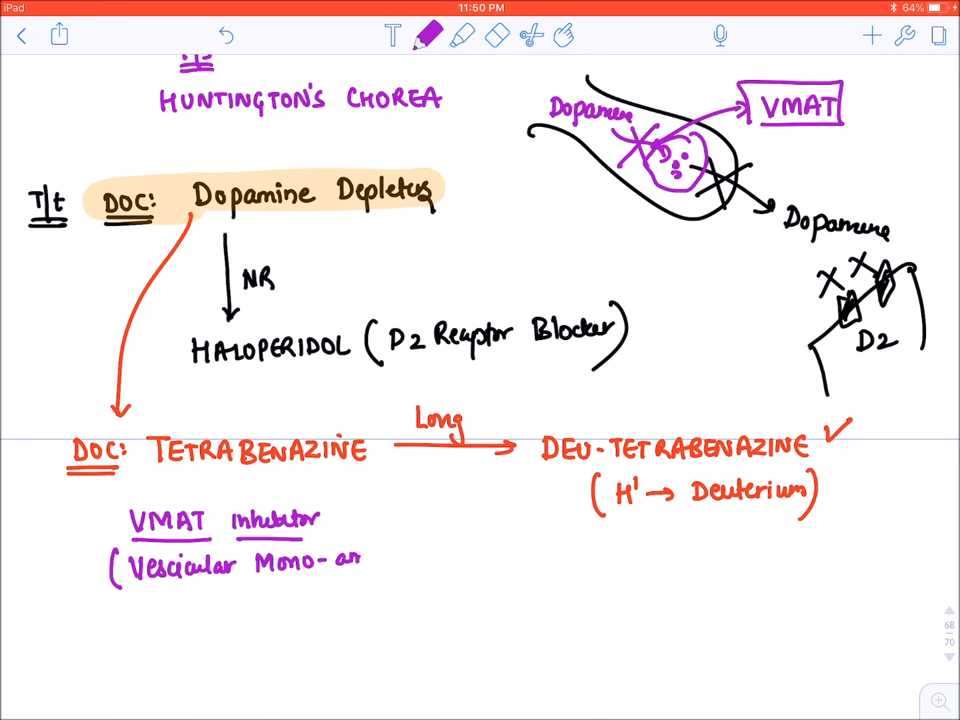 iPad
11:50 PM
64%
T
HUNTINGTON'S CHOREA
Dopamine
VMAT
T/t DOC: Dopamine Depletus
Dopamine
NR
X X
HALOPERIDOL (D2 Receptor Blocker)
D2
Long
DOC: TETRABENAZINE → DEU-TETRABENAZINE ✓
(H' → Deuterium)
VMAT Inhibitor
(Vescicular Mono-am
68
70